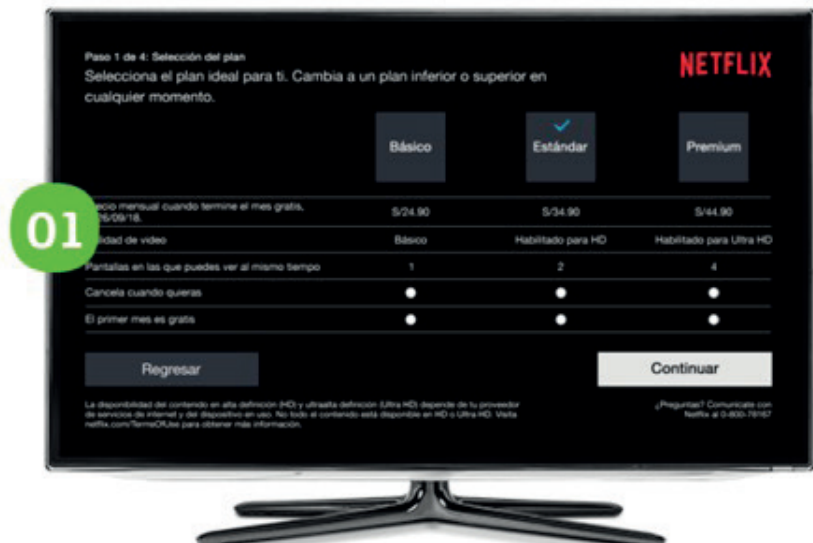 Paso 1 de 4: Selección del plan
NETFLIX
Selecciona el plan ideal para ti. Cambia a un plan inferior o superior en
cualquier momento.
Básico
Estándar
Premium
01
ecio mensual cuando termine el mes gratis,
26/09/18.
S/24.90
S/34.90
S/44.90
lidad de video
Básico
Habilitado para HD
Habilitado para Ultra HD
Pantallas en las que puedes ver al mismo tiempo
1
2
4
Cancela cuando quieras
El primer mes es gratis
Regresar
Continuar
La disponibilidad del contenido en alta definición (HD) y ultraalta definición (Ultra HD) depende de tu proveedor
de servicios de internet y del dispositivo en uso. No todo el contenido está disponible en HD o Ultra HD. Visita
netflix.com/TermsOfUse para obtener más información.
¿Preguntas? Comunícate con
Netflix al 0-800-78167